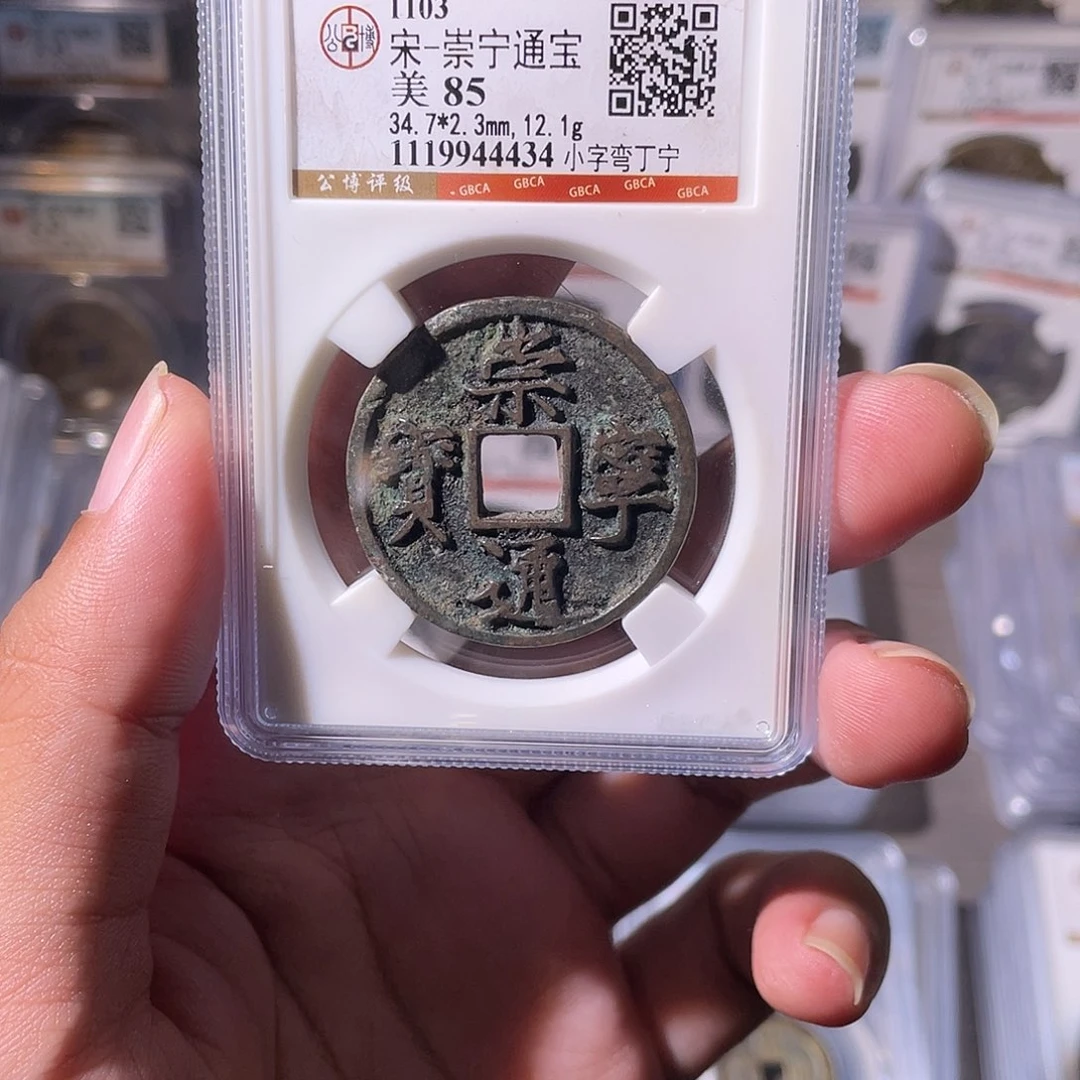 1103
宋-崇宁通宝
美 85
34.7*2.3mm,12.1g
1119944434 小字弯丁宁
公博评级 GBCA GBCA GBCA GBCA GBCA
崇
寳 寧
通